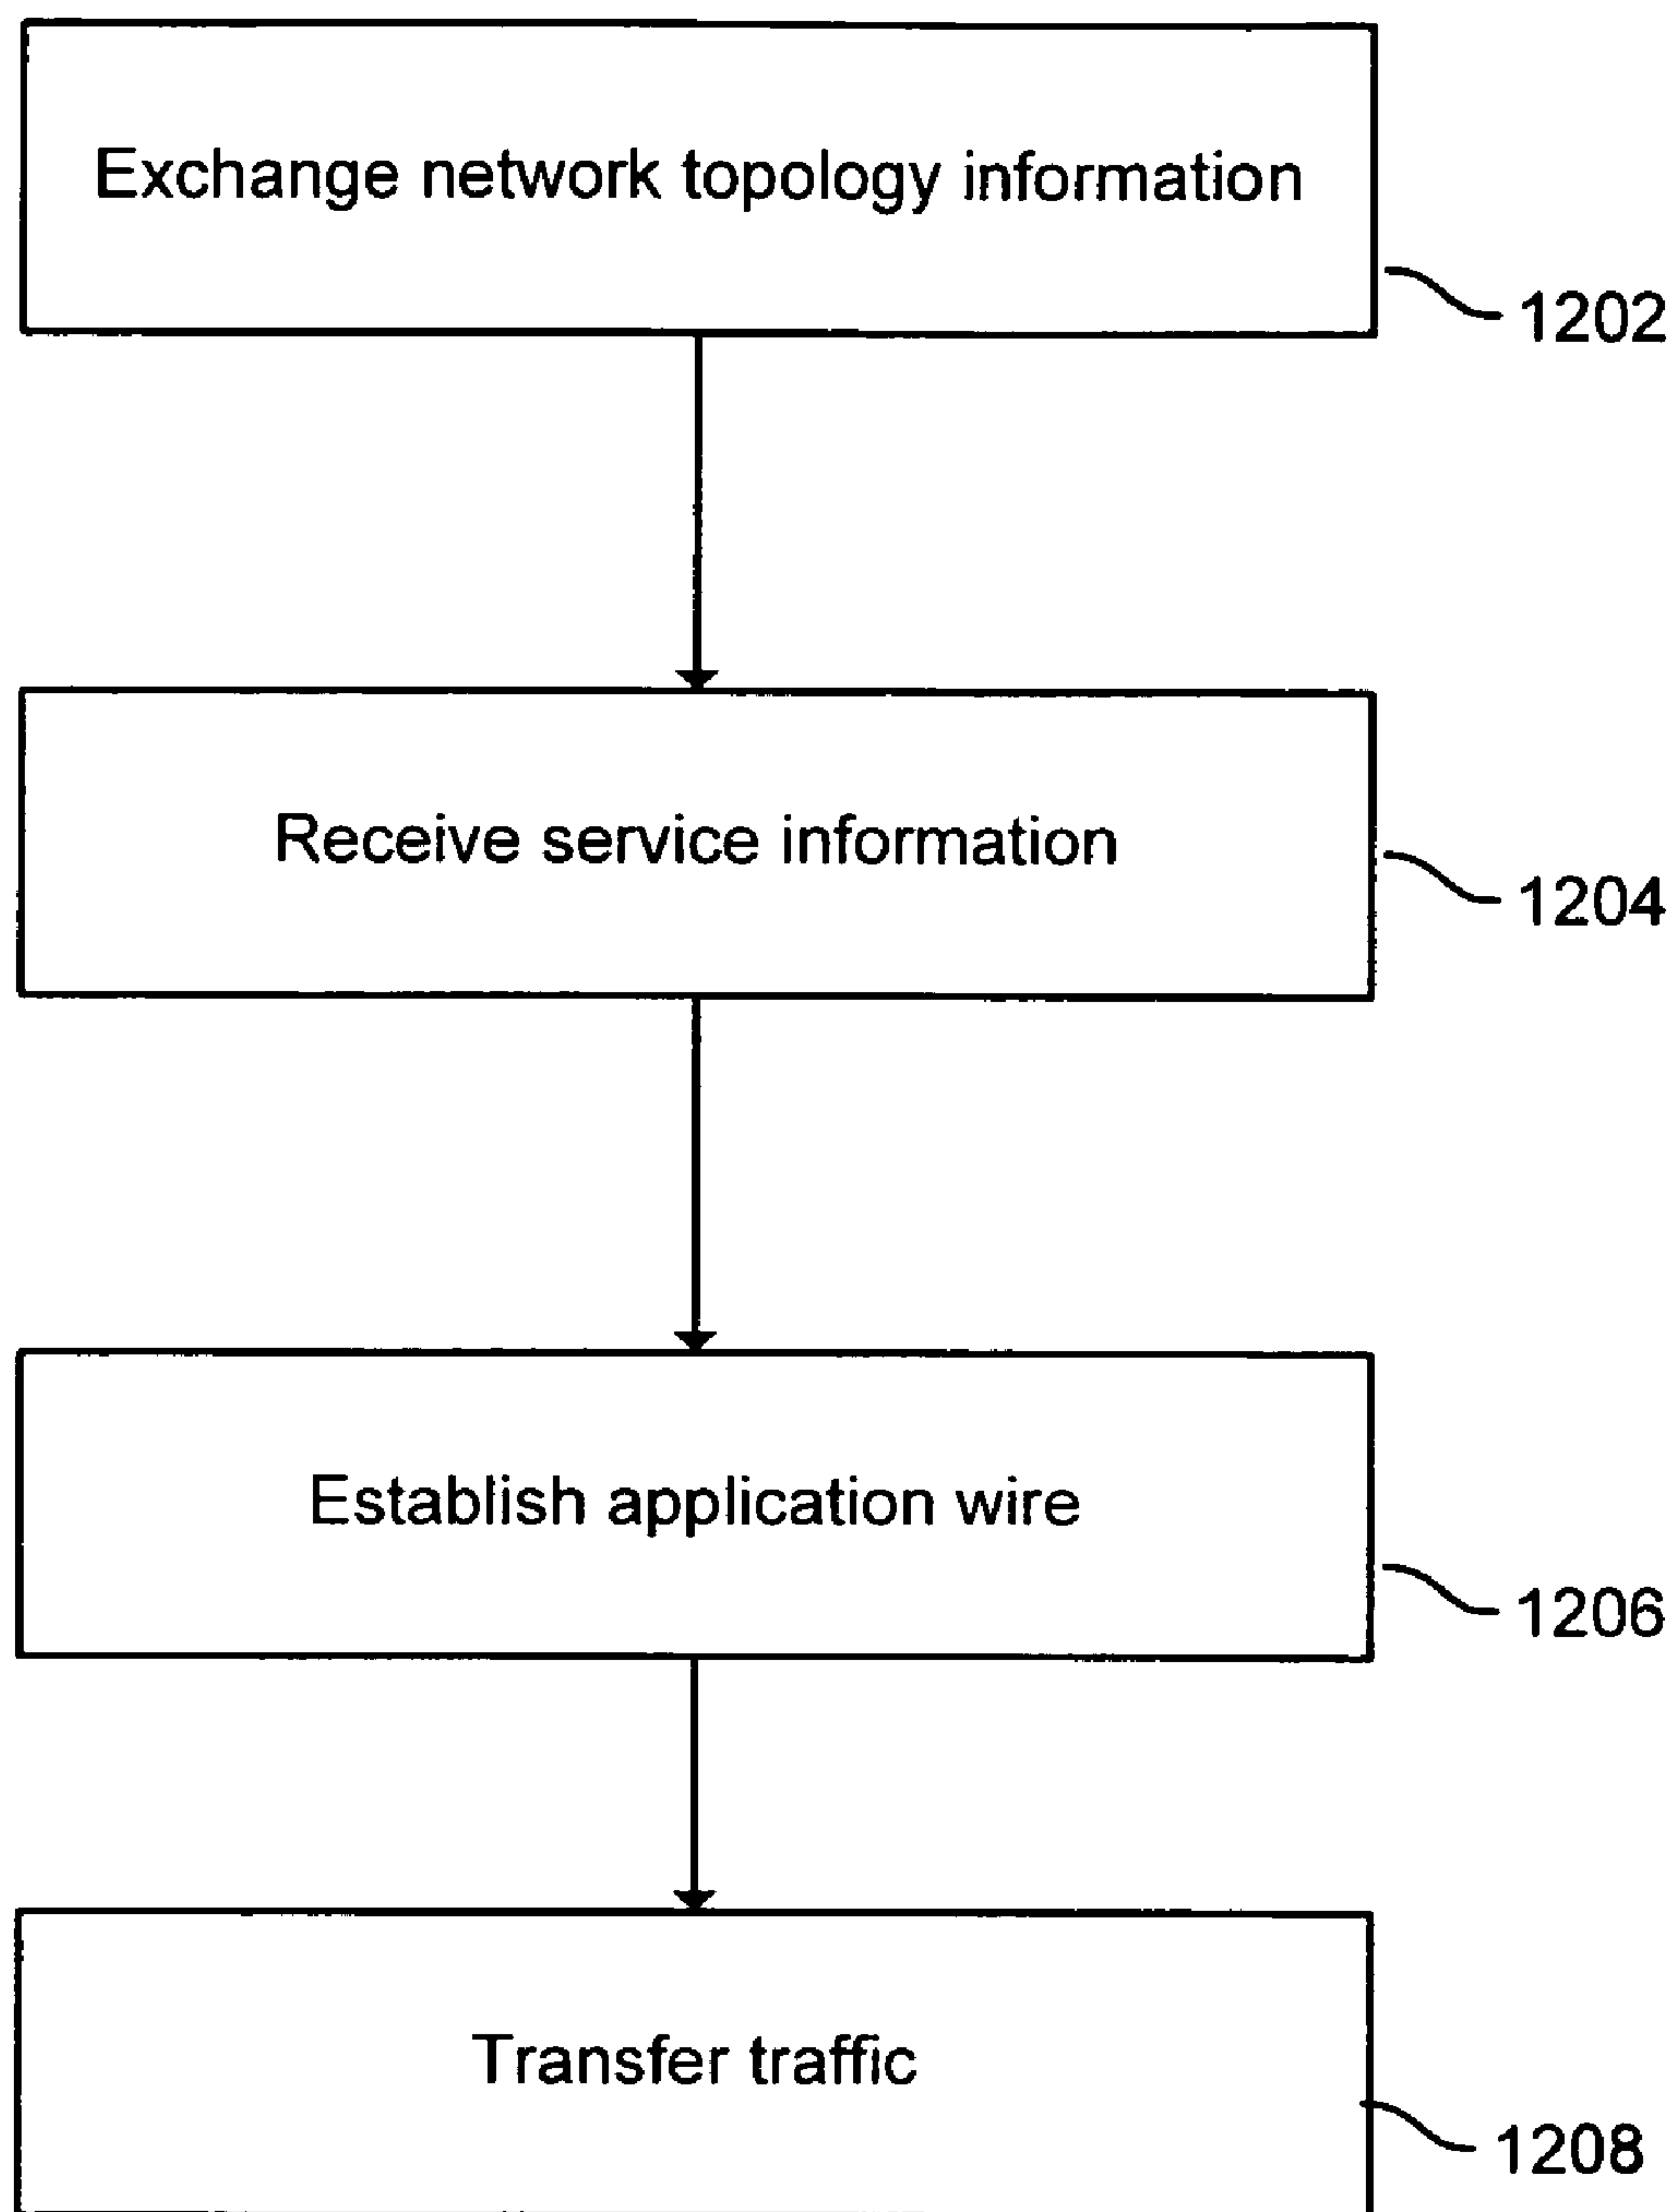 Exchange network topology information
1202
Receive service information
1204
Establish application wire
1206
Transfer traffic
1208